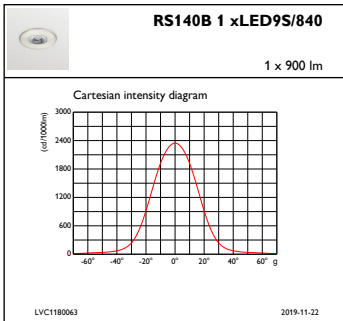 RS140B 1 xLED9S/840
1 x 900 lm
Cartesian intensity diagram
(cd/1000lm)
3000
2400
1800
1200
600
0
-60° -40° -20° 0° 20° 40° 60° g
LVC1180063 2019-11-22